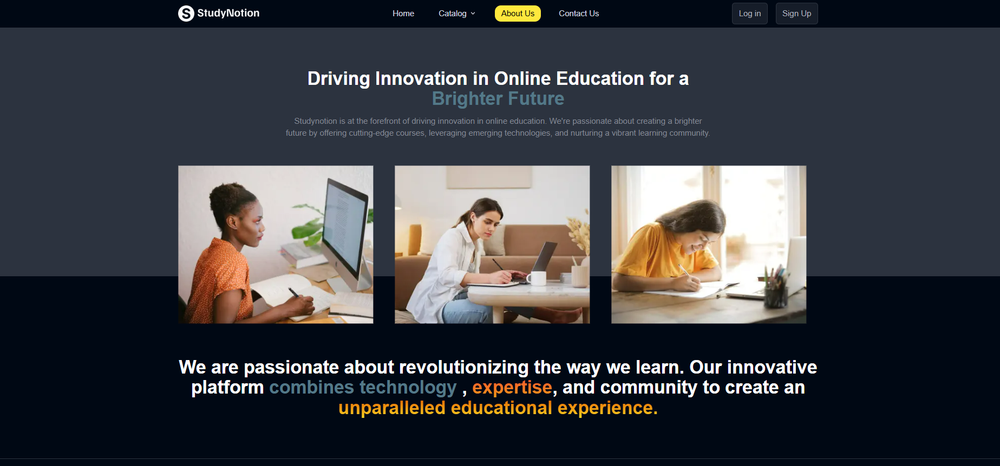 StudyNotion
Home Catalog About Us Contact Us
Log in Sign Up
Driving Innovation in Online Education for a
Brighter Future
Studynotion is at the forefront of driving innovation in online education. We're passionate about creating a brighter
future by offering cutting-edge courses, leveraging emerging technologies, and nurturing a vibrant learning community.
We are passionate about revolutionizing the way we learn. Our innovative
platform combines technology , expertise, and community to create an
unparalleled educational experience.